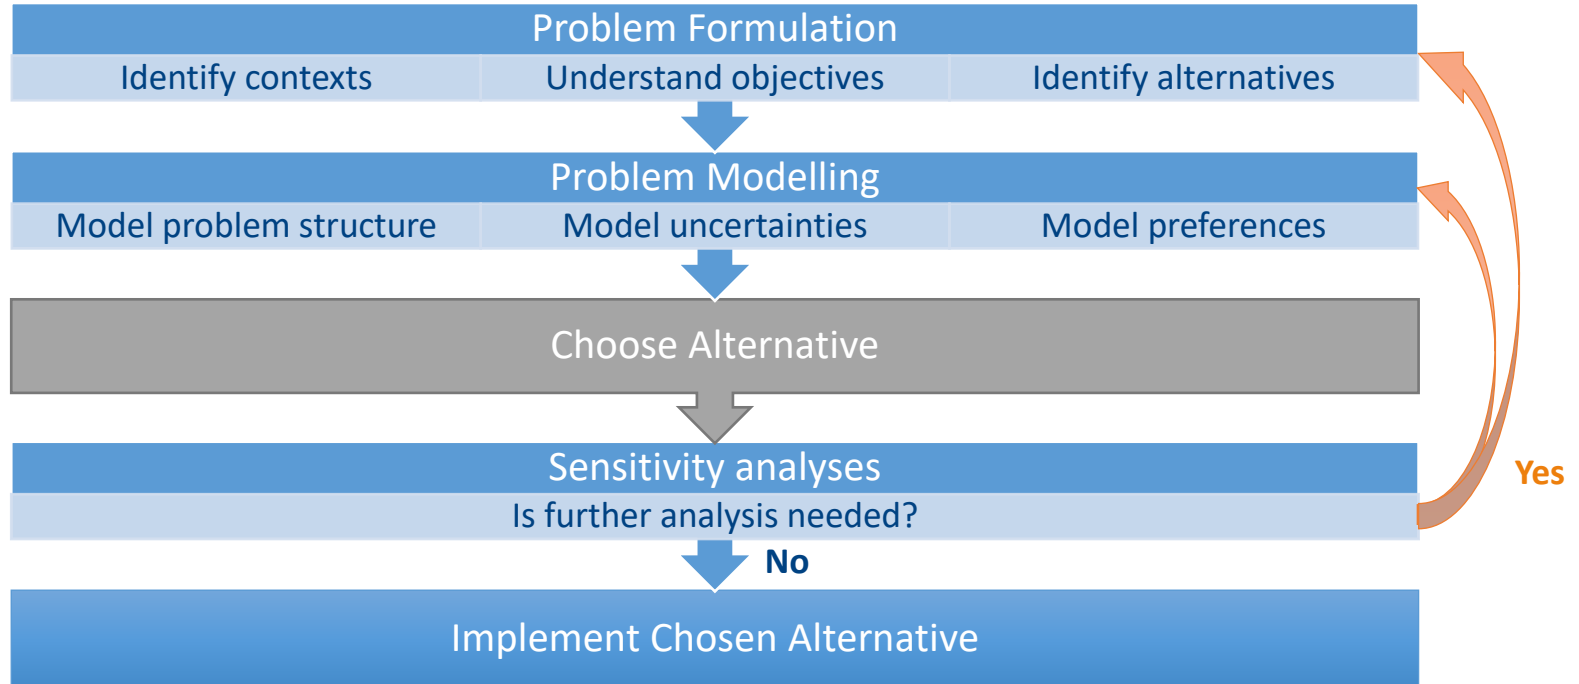 Problem Formulation
Identify contexts
Understand objectives
Identify alternatives
Problem Modelling
Model problem structure
Model uncertainties
Model preferences
Choose Alternative
Sensitivity analyses
Is further analysis needed?
Yes
No
Implement Chosen Alternative